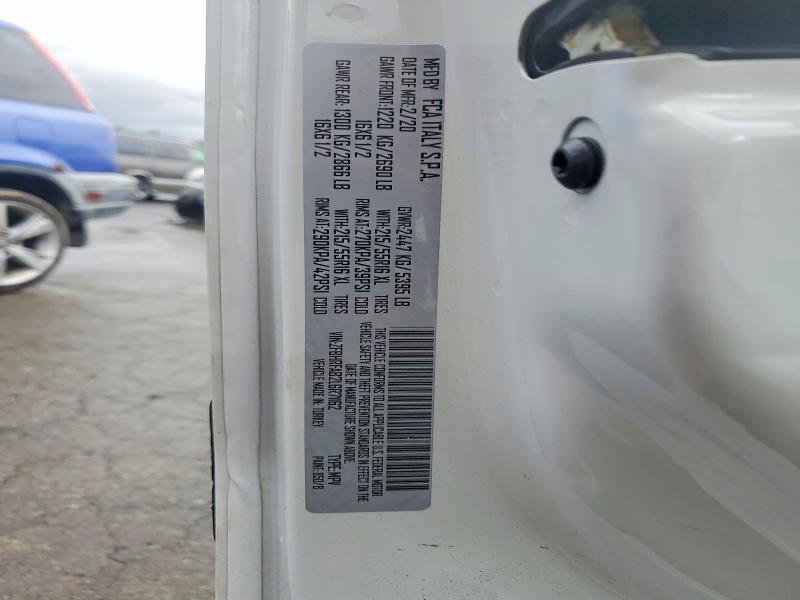 MFD BY FCA ITALY S.P.A.
DATE OF MFR: 2/20 GVWR: 2447 KG/ 5395 LB
GAWR FRONT: 1220 KG/2690 LB WITH: 215/55R16 XL TIRES
16X6 1/2 RIMS AT: 270KPA/39PSI COLD
GAWR REAR: 1300 KG/2866 LB WITH: 215/55R16 XL TIRES
16X6 1/2 RIMS AT: 290KPA/42PSI COLD
THIS VEHICLE CONFORMS TO ALL APPLICABLE U.S. FEDERAL MOTOR
VEHICLE SAFETY AND THEFT PREVENTION STANDARDS IN EFFECT ON THE
DATE OF MANUFACTURE SHOWN ABOVE.
VIN: TYPE: MPV
VEHICLE MADE IN: TURKEY PAINT: 650/B